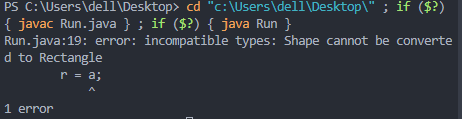 PS C:\Users\dell\Desktop> cd "c:\Users\dell\Desktop\" ; if ($?)
{ javac Run.java } ; if ($?) { java Run }
Run.java:19: error: incompatible types: Shape cannot be converte
d to Rectangle
        r = a;
            ^
1 error